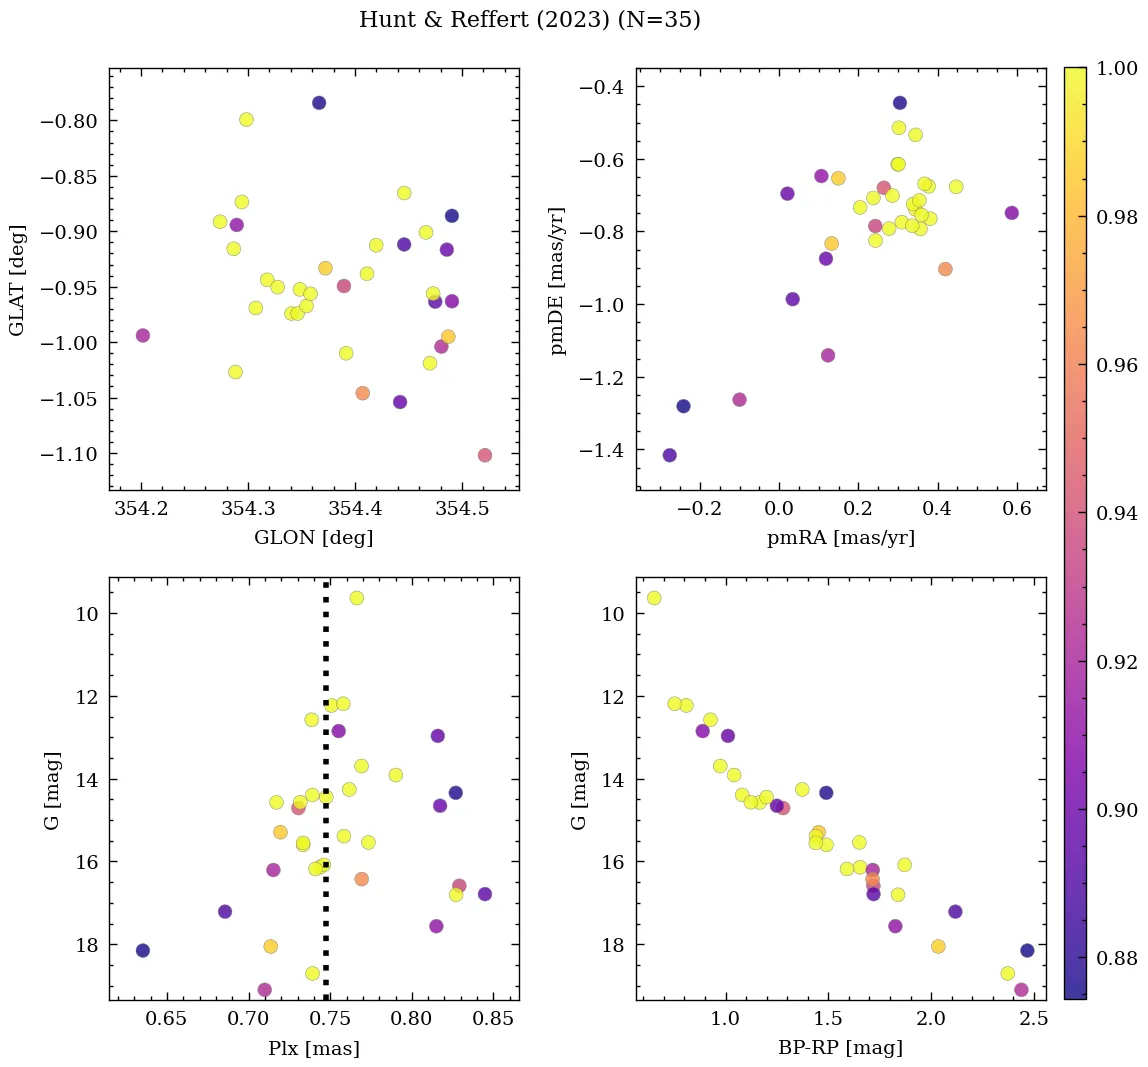 Hunt & Reffert (2023) (N=35)
−0.80
−0.85
−0.90
−0.95
−1.00
−1.05
−1.10
GLAT [deg]
354.2 354.3 354.4 354.5
GLON [deg]
−0.4
−0.6
−0.8
−1.0
−1.2
−1.4
pmDE [mas/yr]
−0.2 0.0 0.2 0.4 0.6
pmRA [mas/yr]
10
12
14
16
18
G [mag]
0.65 0.70 0.75 0.80 0.85
Plx [mas]
10
12
14
16
18
G [mag]
1.0 1.5 2.0 2.5
BP-RP [mag]
1.00
0.98
0.96
0.94
0.92
0.90
0.88